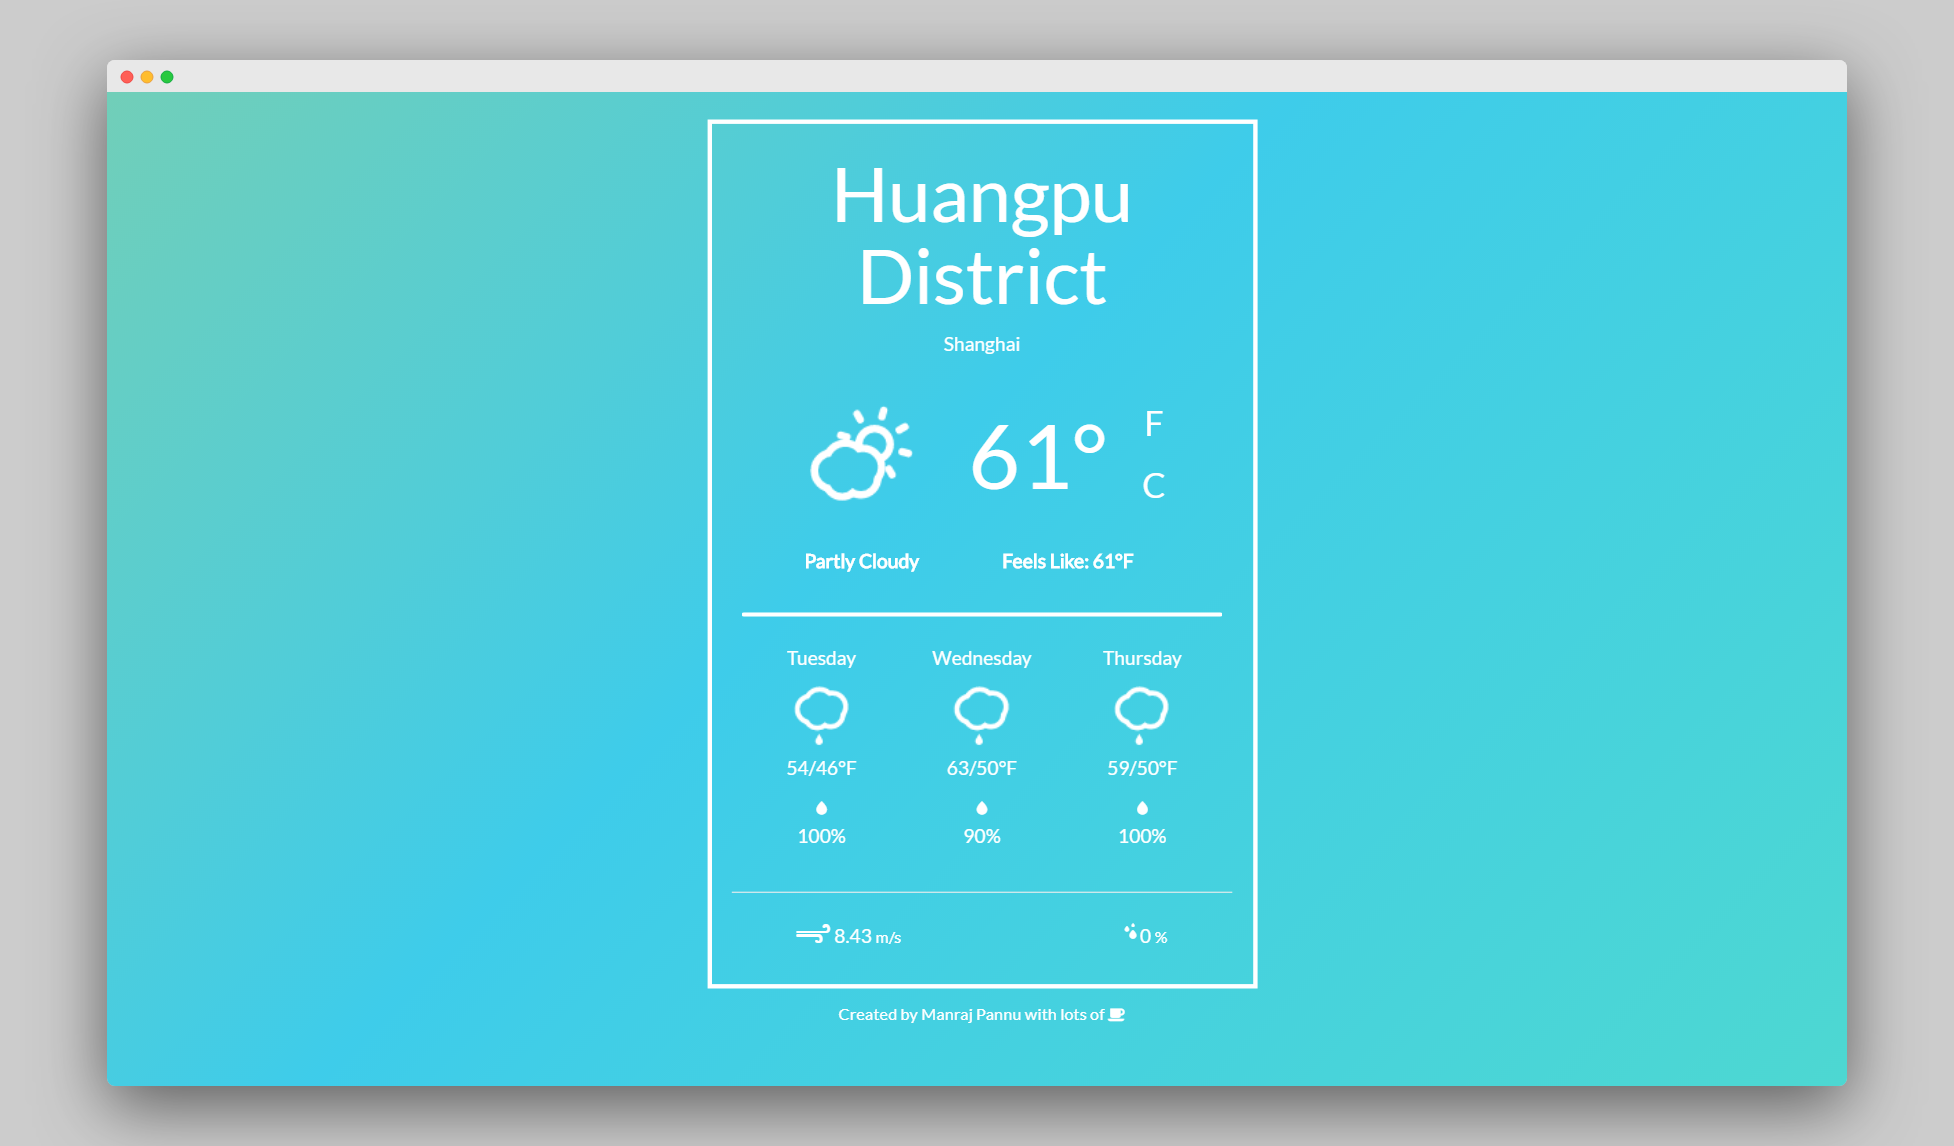 Huangpu
District
Shanghai
61°
F
C
Partly Cloudy
Feels Like: 61°F
Tuesday Wednesday Thursday
54/46°F 63/50°F 59/50°F
100% 90% 100%
8.43 m/s 0 %
Created by Manraj Pannu with lots of